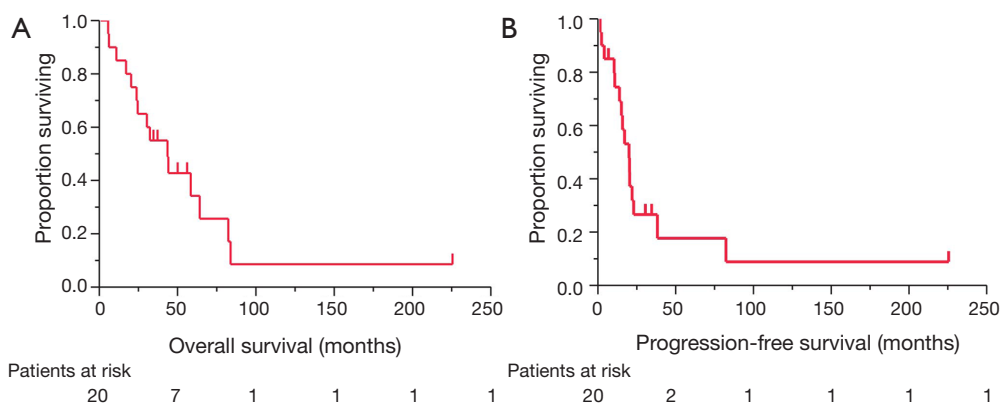 A
Proportion surviving
1.0
0.8
0.6
0.4
0.2
0.0
0 50 100 150 200 250
Overall survival (months)
Patients at risk
20 7 1 1 1 1
B
Proportion surviving
1.0
0.8
0.6
0.4
0.2
0.0
0 50 100 150 200 250
Progression-free survival (months)
Patients at risk
20 2 1 1 1 1